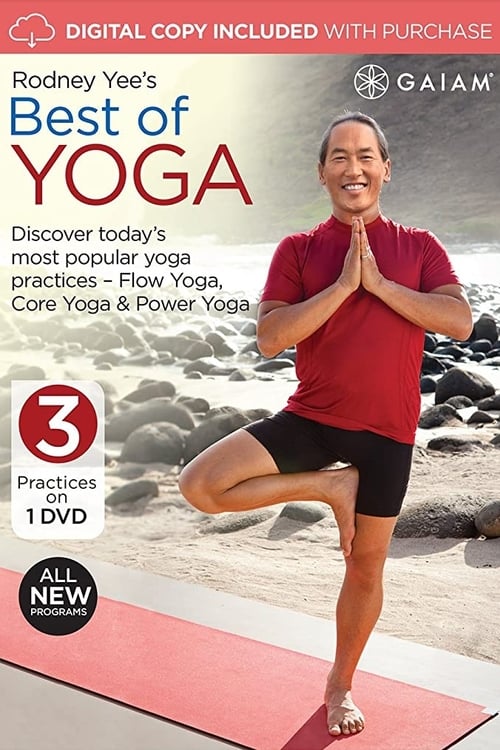 DIGITAL COPY INCLUDED WITH PURCHASE
Rodney Yee's
Best of
YOGA
GAIAM
Discover today's
most popular yoga
practices – Flow Yoga,
Core Yoga & Power Yoga
3
Practices on
1 DVD
ALL
NEW
PROGRAMS